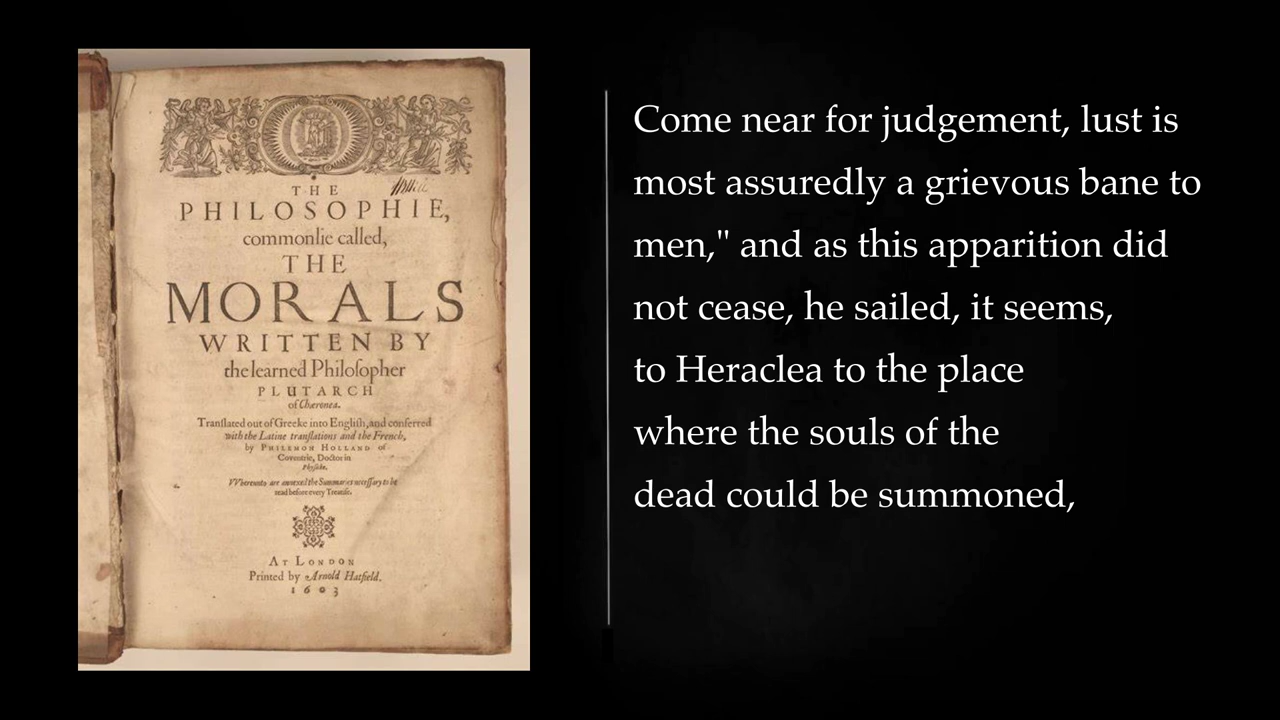 THE
PHILOSOPHIE,
commonlie called,
THE
MORALS
WRITTEN BY
the learned Philosopher
PLUTARCH
of Chæronea.
Tranſlated out of Greeke into Engliſh, and conferred
with the Latine tranſlations and the French,
by PHILEMON HOLLAND of
Coventrie, Doctor in
Phyſicke.
VVhereunto are annexed the Summaries neceſſary to be
read before every Treatiſe.
AT LONDON
Printed by Arnold Hatfield.
1603
Come near for judgement, lust is
most assuredly a grievous bane to
men," and as this apparition did
not cease, he sailed, it seems,
to Heraclea to the place
where the souls of the
dead could be summoned,